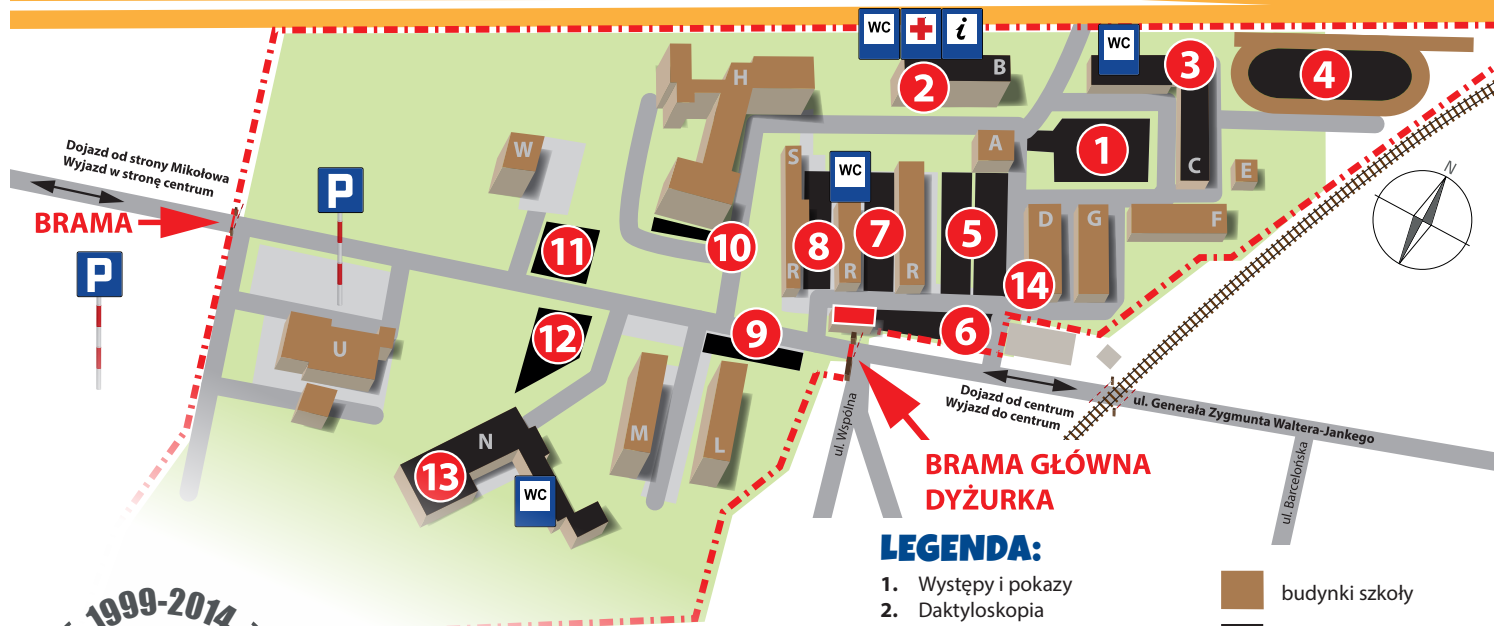 WC
i
WC
B
3
4
H
2
Dojazd od strony Mikołowa
Wyjazd w stronę centrum
W
P
A
1
C
E
N
S
WC
BRAMA
P
11
10
8
7
5
D
G
F
R
R
R
14
12
9
6
U
Dojazd od centrum
Wyjazd do centrum
ul. Generała Zygmunta Waltera-Jankego
ul. Wspólna
M
L
N
13
WC
BRAMA GŁÓWNA
DYŻURKA
ul. Barcelońska
LEGENDA:
1. Występy i pokazy
2. Daktyloskopia
budynki szkoły
1999-2014